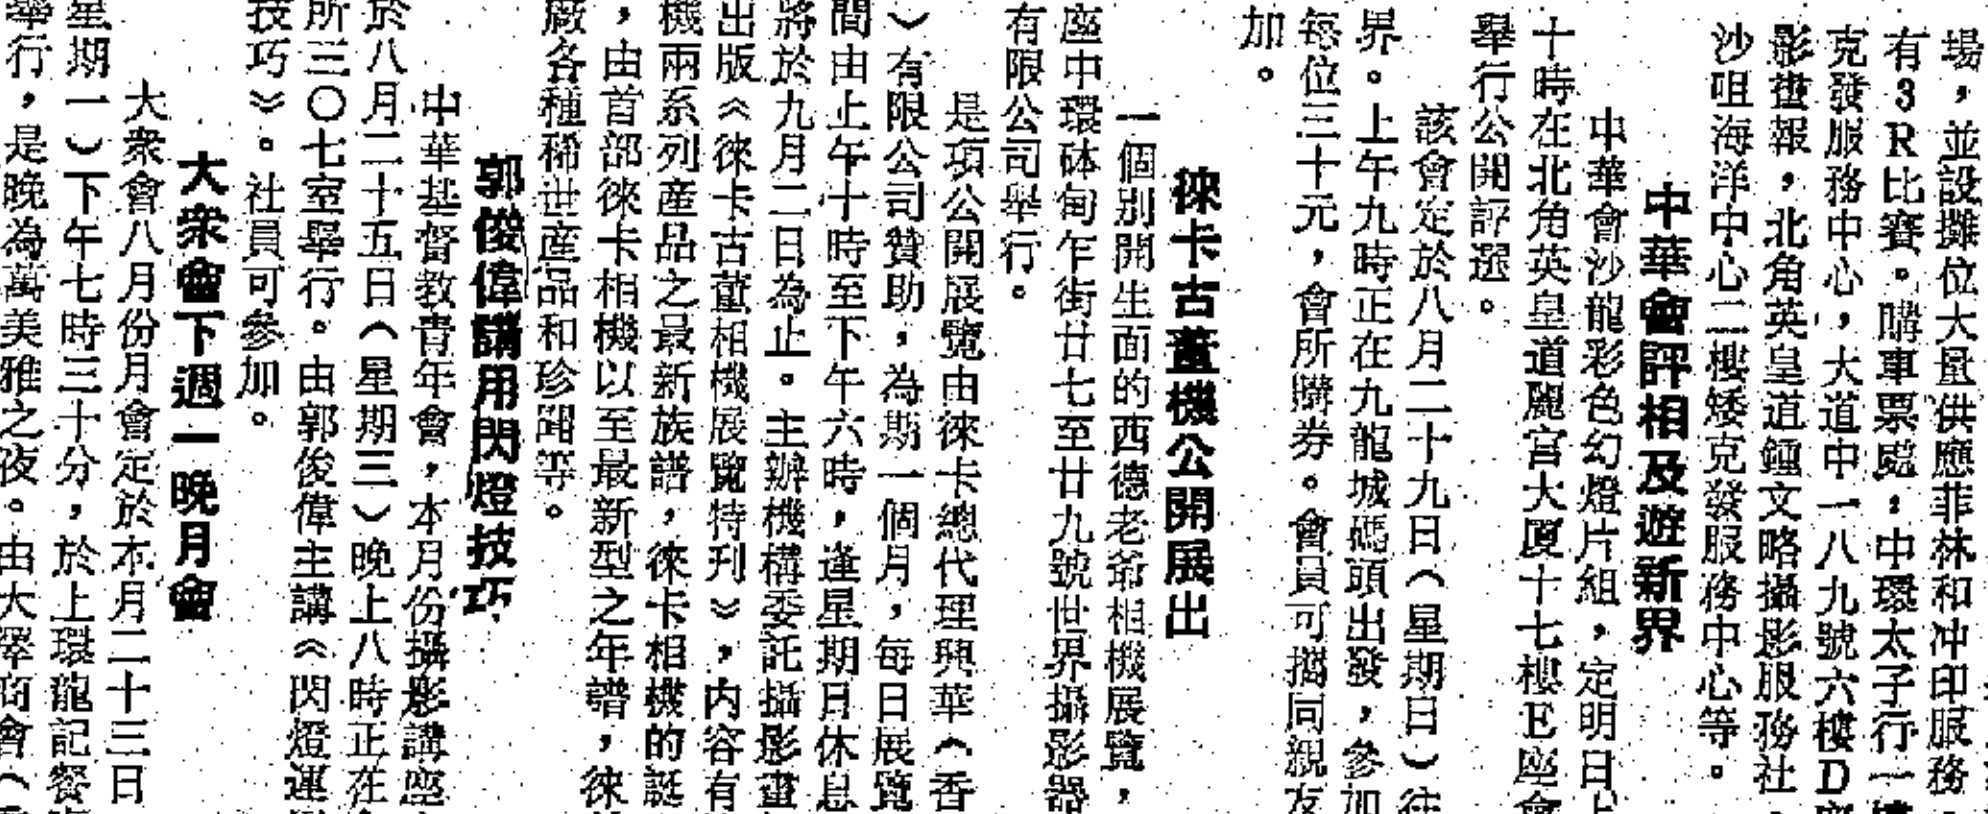 場，並設攤位大量供應菲林和冲印服務
有3R比賽。購車票處：中環太子行一樓
克發服務中心，大道中一八九號六樓D座
影畫報，北角英皇道鐘文略攝影服務社
沙咀海洋中心二樓矮克發服務中心等。
中華會評相及遊新界
中華會沙龍彩色幻燈片組，定明日上
十時在北角英皇道麗宮大廈十七樓E座會
舉行公開評選。
該會定於八月二十九日（星期日）往
界。上午九時正在九龍城碼頭出發，參加
每位三十元，會所購券。會員可攜同親友
加。
徠卡古董機公開展出
一個別開生面的西德老爺相機展覽，
座中環砵甸乍街廿七至廿九號世界攝影器
有限公司舉行。
是項公開展覽由徠卡總代理興華（香
）有限公司贊助，為期一個月，每日展覽
間由上午十時至下午六時，逢星期日休息
將於九月二日為止。主辦機構委託攝影畫
出版《徠卡古董相機展覽特刊》，內容有
機兩系列產品之最新族譜，徠卡相機的誕
，由首部徠卡相機以至最新型之年譜，徠
廠各種稀世產品和珍聞等。
郭俊偉講用閃燈技巧
中華基督教青年會，本月份攝影講座
於八月二十五日（星期三）晚上八時正在
所三〇七室舉行。由郭俊偉主講《閃燈運
技巧》。社員可參加。
大衆會下週一晚月會
大衆會八月份月會定於本月二十三日
星期一）下午七時三十分，於上環龍記餐
舉行，是晚為萬美雅之夜。由大澤商會（